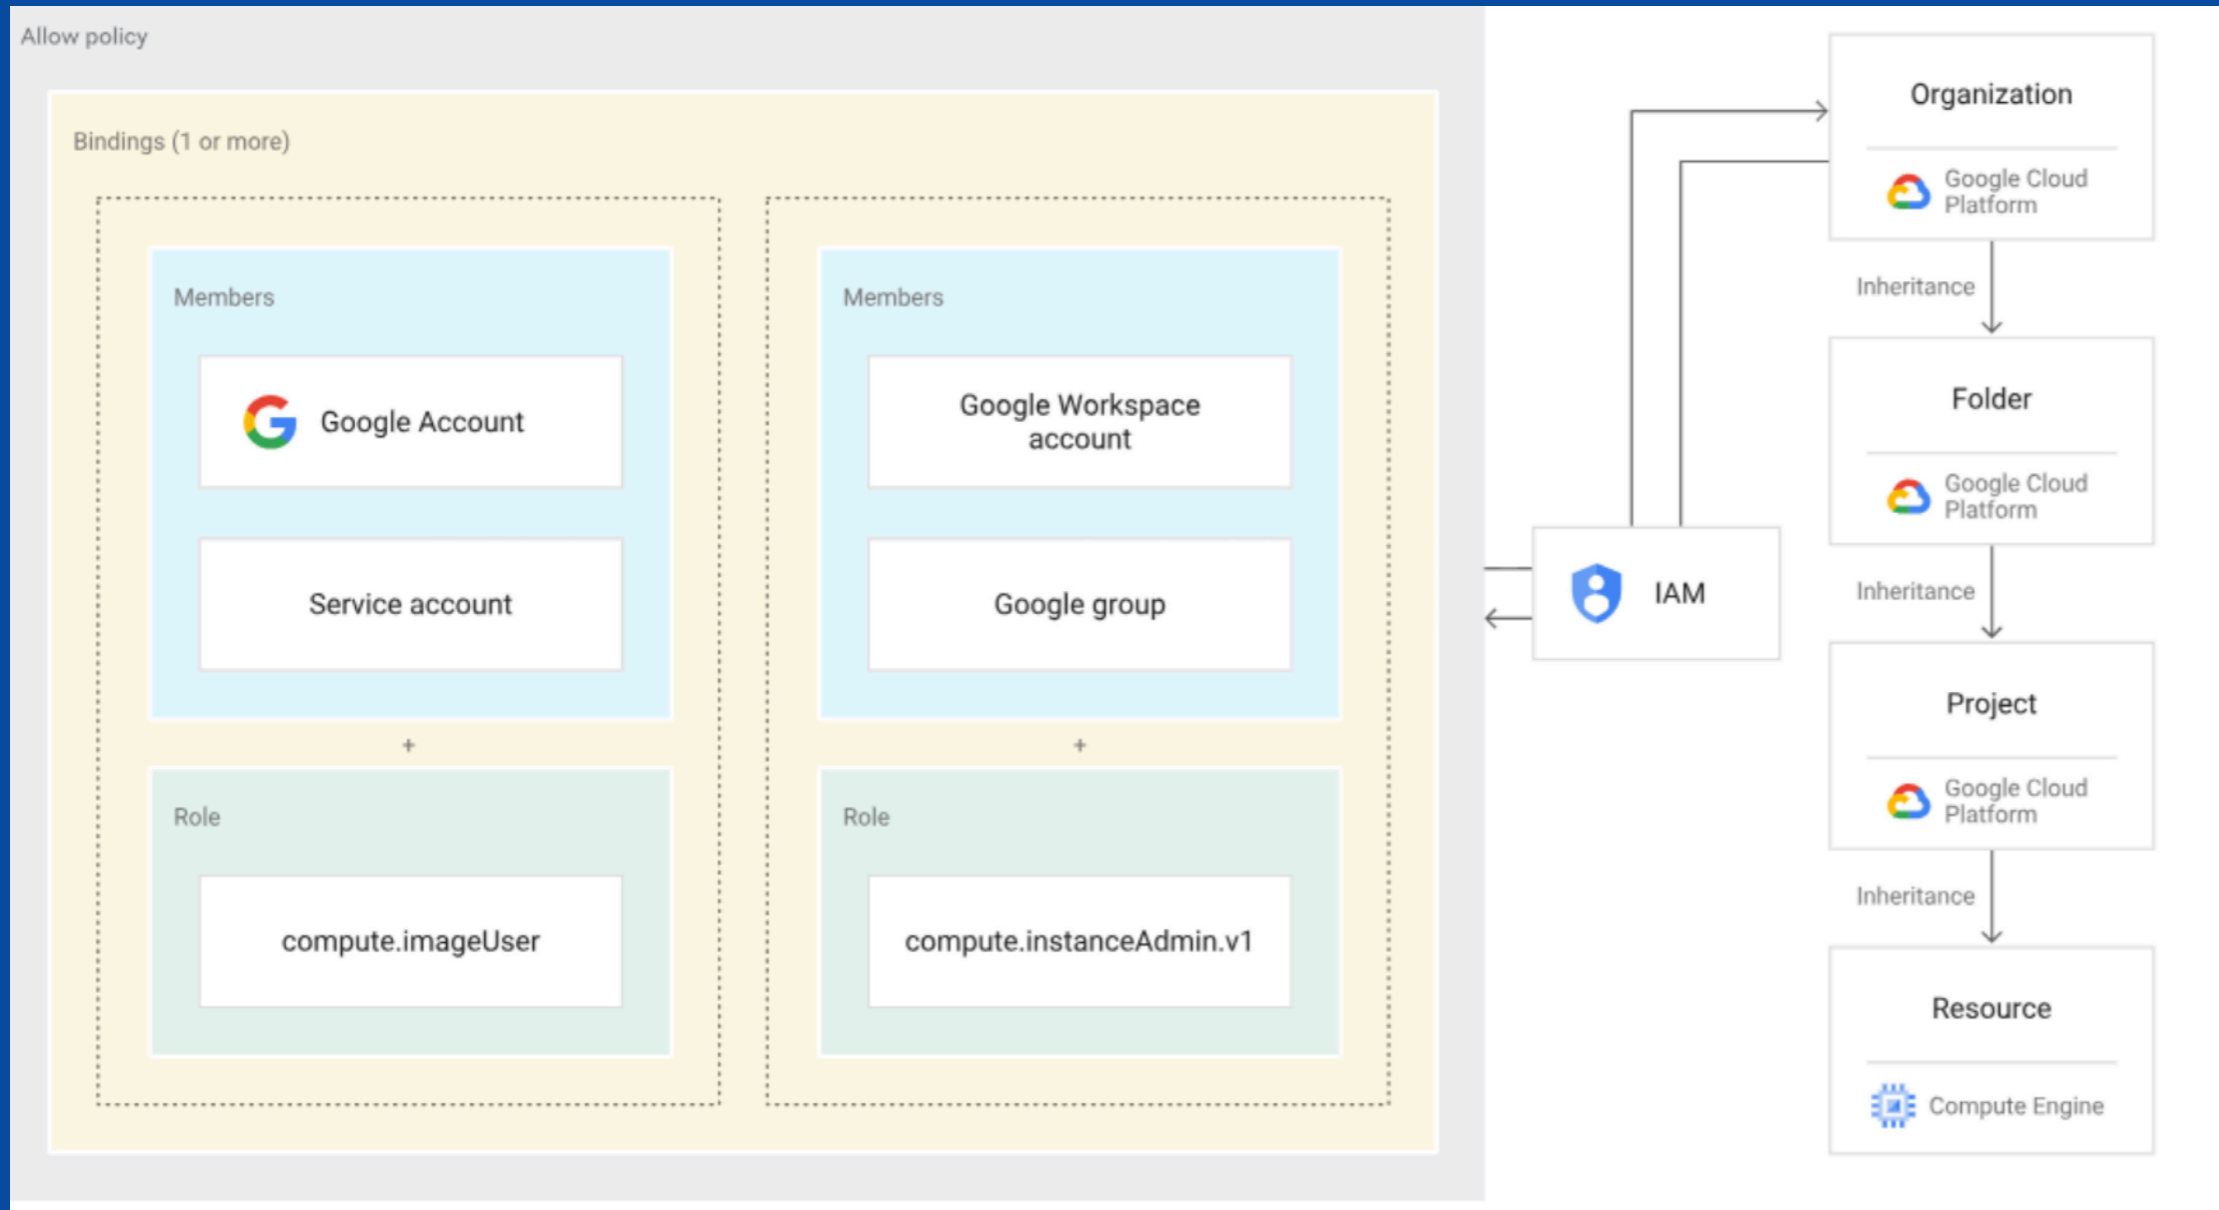 Allow policy
Bindings (1 or more)
Members
Google Account
Service account
+
Role
compute.imageUser
Members
Google Workspace
account
Google group
+
Role
compute.instanceAdmin.v1
IAM
Organization
Google Cloud
Platform
Inheritance
Folder
Google Cloud
Platform
Inheritance
Project
Google Cloud
Platform
Inheritance
Resource
Compute Engine